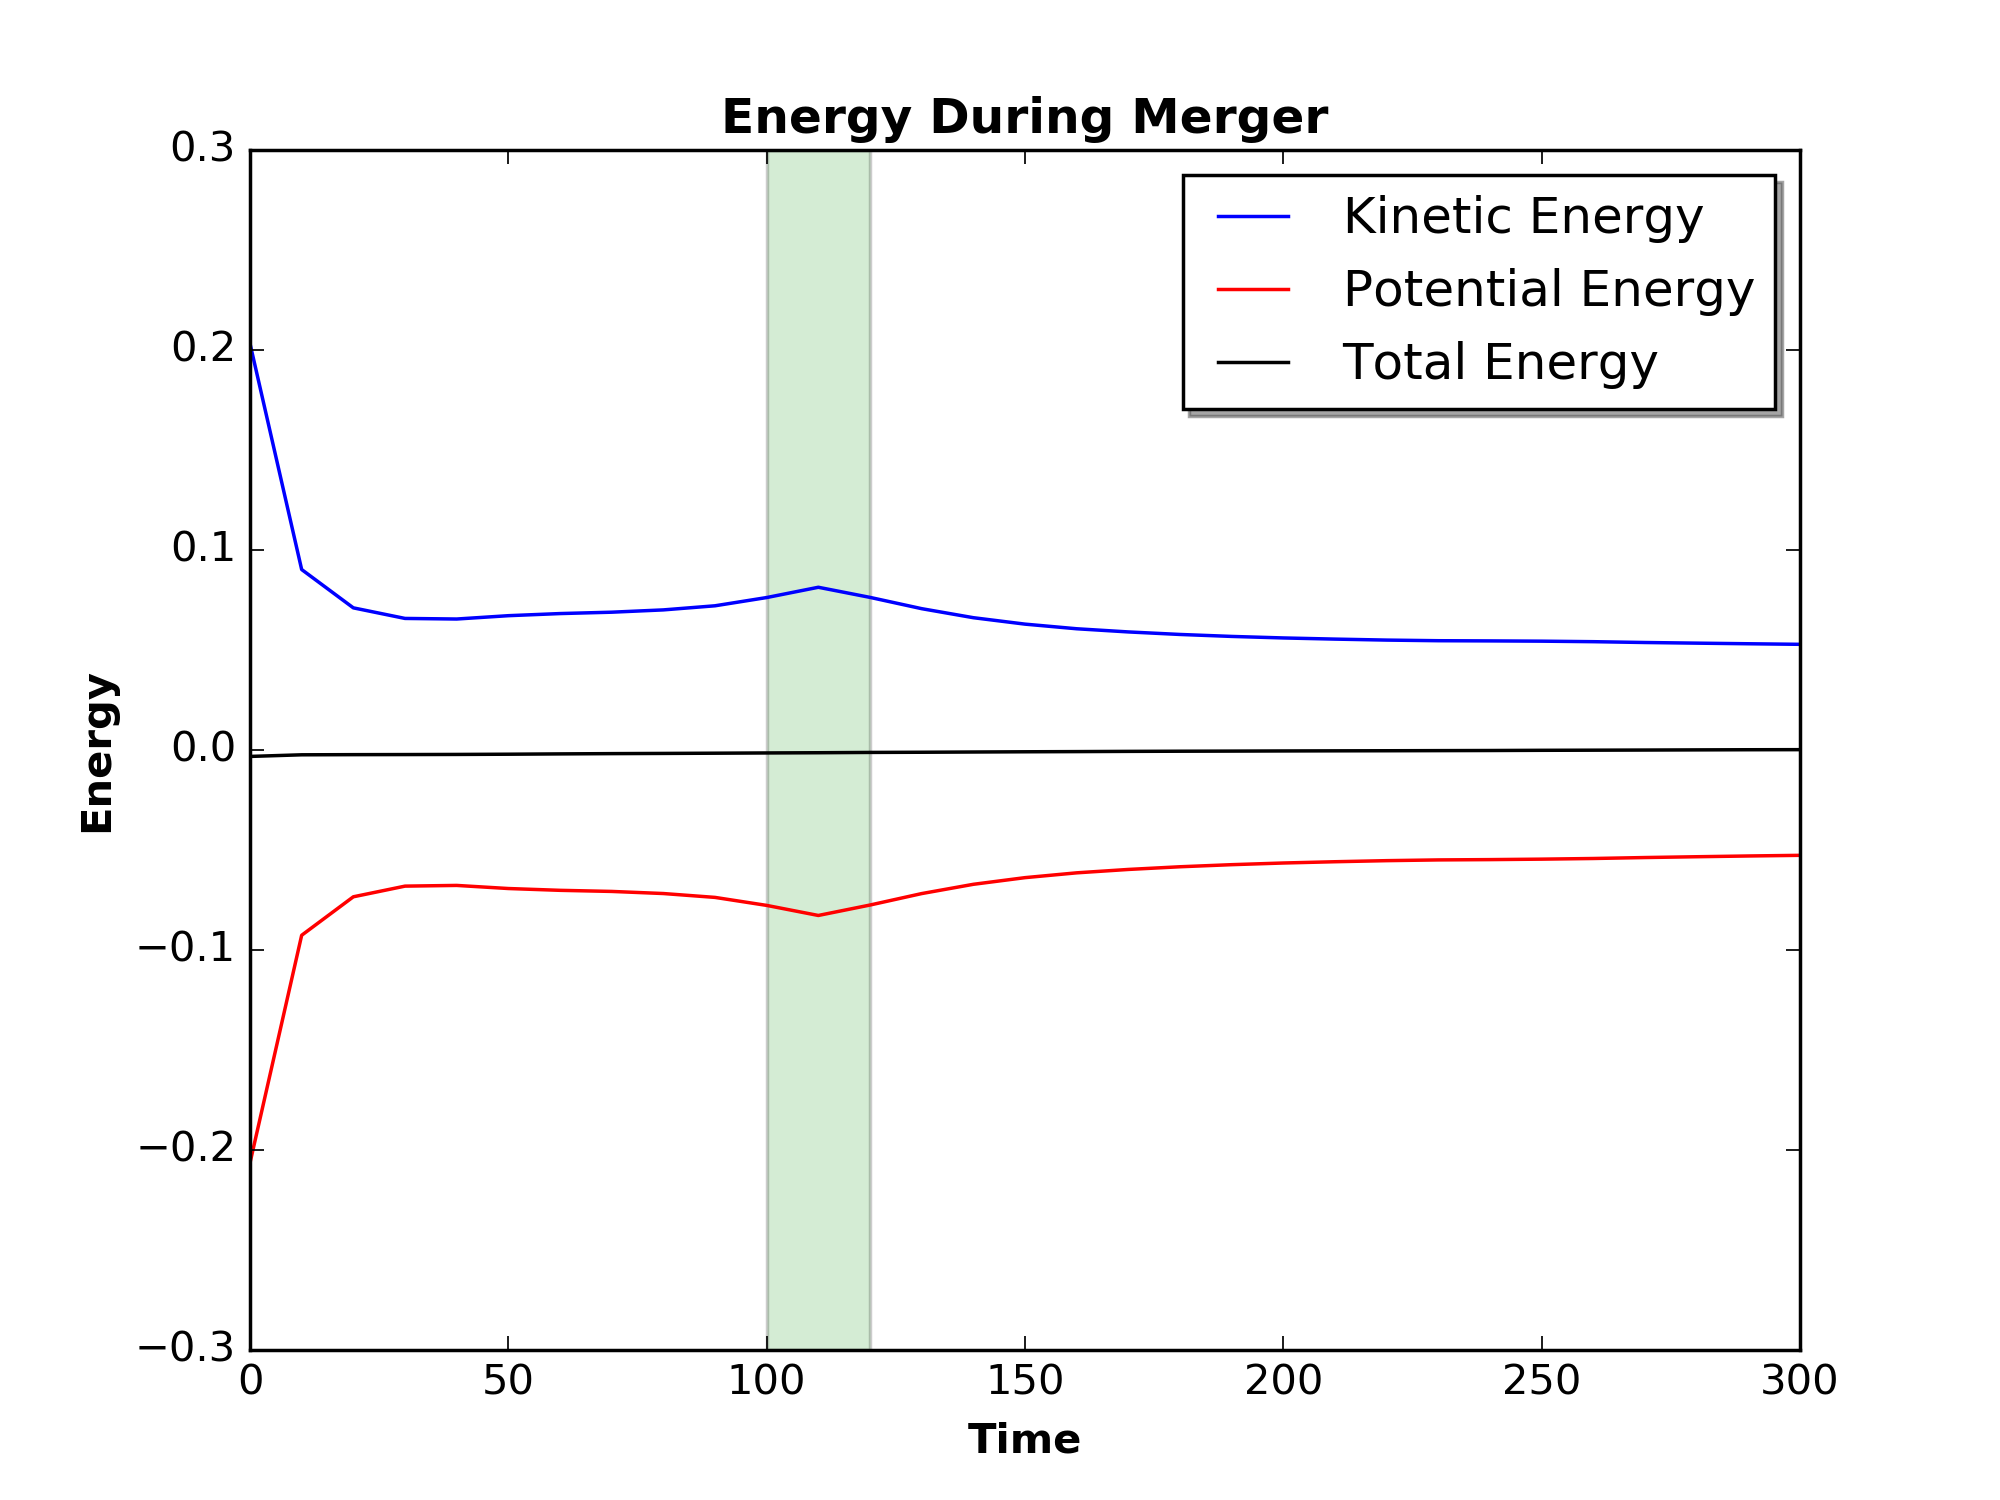 Energy During Merger
0.3
0.2
0.1
0.0
−0.1
−0.2
−0.3
Energy
Kinetic Energy
Potential Energy
Total Energy
0 50 100 150 200 250 300
Time